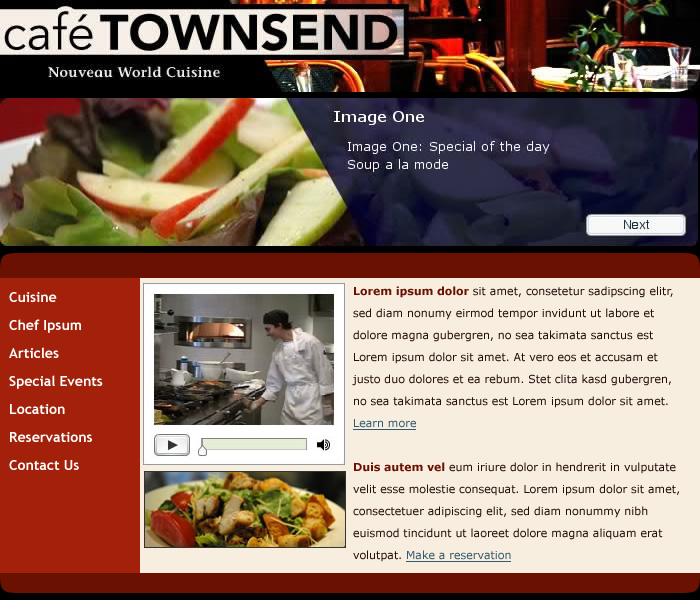 café TOWNSEND
Nouveau World Cuisine
Image One
Image One: Special of the day
Soup a la mode
Next
Cuisine
Chef Ipsum
Articles
Special Events
Location
Reservations
Contact Us
Lorem ipsum dolor sit amet, consetetur sadipscing elitr,
sed diam nonumy eirmod tempor invidunt ut labore et
dolore magna gubergren, no sea takimata sanctus est
Lorem ipsum dolor sit amet. At vero eos et accusam et
justo duo dolores et ea rebum. Stet clita kasd gubergren,
no sea takimata sanctus est Lorem ipsum dolor sit amet.
Learn more
Duis autem vel eum iriure dolor in hendrerit in vulputate
velit esse molestie consequat. Lorem ipsum dolor sit amet,
consectetuer adipiscing elit, sed diam nonummy nibh
euismod tincidunt ut laoreet dolore magna aliquam erat
volutpat. Make a reservation